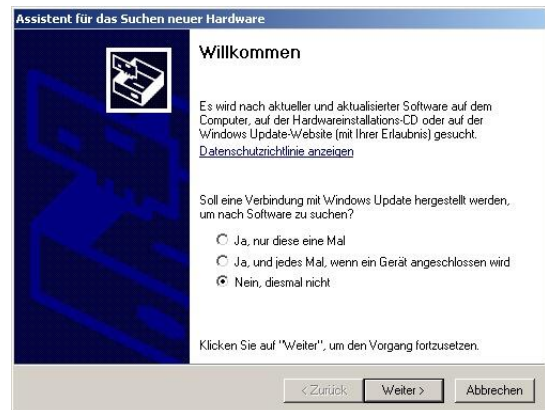 Assistent für das Suchen neuer Hardware
Willkommen
Es wird nach aktueller und aktualisierter Software auf dem
Computer, auf der Hardwareinstallations-CD oder auf der
Windows Update-Website (mit Ihrer Erlaubnis) gesucht.
Datenschutzrichtlinie anzeigen
Soll eine Verbindung mit Windows Update hergestellt werden,
um nach Software zu suchen?
Ja, nur diese eine Mal
Ja, und jedes Mal, wenn ein Gerät angeschlossen wird
Nein, diesmal nicht
Klicken Sie auf "Weiter", um den Vorgang fortzusetzen.
< Zurück Weiter > Abbrechen